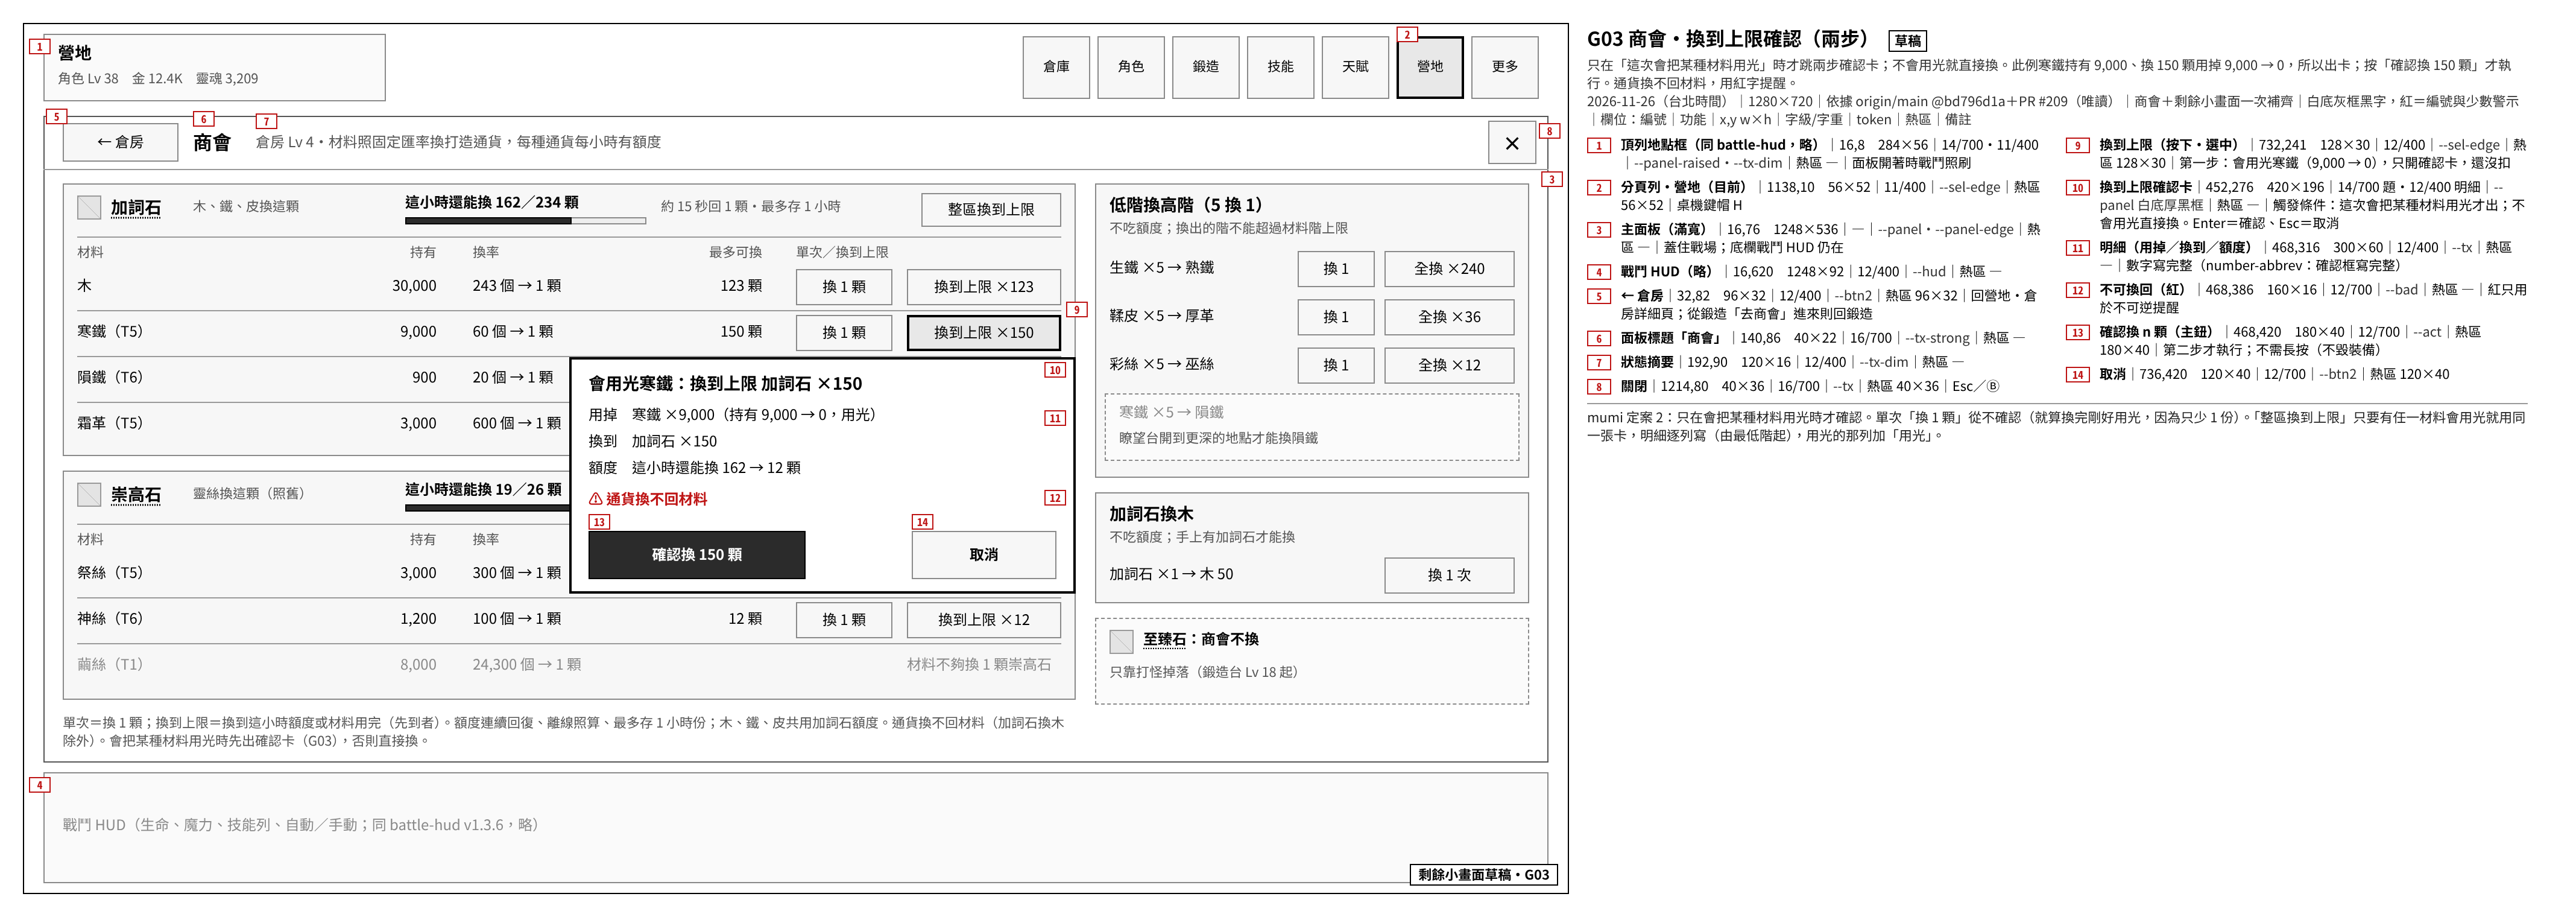 1
營地
角色 Lv 38 金 12.4K 靈魂 3,209
倉庫
角色
鍛造
技能
天賦
2
營地
更多
5
← 倉房
6
商會
7
倉房 Lv 4・材料照固定匯率換打造通貨，每種通貨每小時有額度
✕
8
3
加詞石
木、鐵、皮換這顆
這小時還能換 162／234 顆
約 15 秒回 1 顆・最多存 1 小時
整區換到上限
材料 持有 換率 最多可換 單次／換到上限
木 30,000 243 個 → 1 顆 123 顆 換 1 顆 換到上限 ×123
9
寒鐵（T5） 9,000 60 個 → 1 顆 150 顆 換 1 顆 換到上限 ×150
隕鐵（T6） 900 20 個 → 1 顆
霜革（T5） 3,000 600 個 → 1 顆
10
會用光寒鐵：換到上限 加詞石 ×150
用掉 寒鐵 ×9,000（持有 9,000 → 0，用光）
11
換到 加詞石 ×150
額度 這小時還能換 162 → 12 顆
⚠ 通貨換不回材料
12
13
確認換 150 顆
14
取消
崇高石
靈絲換這顆（照舊）
這小時還能換 19／26 顆
材料 持有 換率
祭絲（T5） 3,000 300 個 → 1 顆
神絲（T6） 1,200 100 個 → 1 顆 12 顆 換 1 顆 換到上限 ×12
繭絲（T1） 8,000 24,300 個 → 1 顆 材料不夠換 1 顆崇高石
單次＝換 1 顆；換到上限＝換到這小時額度或材料用完（先到者）。額度連續回復、離線照算、最多存 1 小時份；木、鐵、皮共用加詞石額度。通貨換不回材料（加詞石換木
除外）。會把某種材料用光時先出確認卡（G03），否則直接換。
低階換高階（5 換 1）
不吃額度；換出的階不能超過材料階上限
生鐵 ×5 → 熟鐵 換 1 全換 ×240
鞣皮 ×5 → 厚革 換 1 全換 ×36
彩絲 ×5 → 巫絲 換 1 全換 ×12
寒鐵 ×5 → 隕鐵
瞭望台開到更深的地點才能換隕鐵
加詞石換木
不吃額度；手上有加詞石才能換
加詞石 ×1 → 木 50 換 1 次
至臻石：商會不換
只靠打怪掉落（鍛造台 Lv 18 起）
4
戰鬥 HUD（生命、魔力、技能列、自動／手動；同 battle-hud v1.3.6，略）
剩餘小畫面草稿・G03
G03 商會・換到上限確認（兩步） 草稿
只在「這次會把某種材料用光」時才跳兩步確認卡；不會用光就直接換。此例寒鐵持有 9,000、換 150 顆用掉 9,000 → 0，所以出卡；按「確認換 150 顆」才執
行。通貨換不回材料，用紅字提醒。
2026-11-26（台北時間）｜1280×720｜依據 origin/main @bd796d1a＋PR #209（唯讀）｜商會＋剩餘小畫面一次補齊｜白底灰框黑字，紅＝編號與少數警示
｜欄位：編號｜功能｜x,y w×h｜字級/字重｜token｜熱區｜備註
1 頂列地點框（同 battle-hud，略）｜16,8 284×56｜14/700・11/400
｜--panel-raised・--tx-dim｜熱區 —｜面板開著時戰鬥照刷
2 分頁列・營地（目前）｜1138,10 56×52｜11/400｜--sel-edge｜熱區
56×52｜桌機鍵帽 H
3 主面板（滿寬）｜16,76 1248×536｜—｜--panel・--panel-edge｜熱
區 —｜蓋住戰場；底欄戰鬥 HUD 仍在
4 戰鬥 HUD（略）｜16,620 1248×92｜12/400｜--hud｜熱區 —
5 ← 倉房｜32,82 96×32｜12/400｜--btn2｜熱區 96×32｜回營地・倉
房詳細頁；從鍛造「去商會」進來則回鍛造
6 面板標題「商會」｜140,86 40×22｜16/700｜--tx-strong｜熱區 —
7 狀態摘要｜192,90 120×16｜12/400｜--tx-dim｜熱區 —
8 關閉｜1214,80 40×36｜16/700｜--tx｜熱區 40×36｜Esc／Ⓑ
9 換到上限（按下・選中）｜732,241 128×30｜12/400｜--sel-edge｜熱
區 128×30｜第一步：會用光寒鐵（9,000 → 0），只開確認卡，還沒扣
10 換到上限確認卡｜452,276 420×196｜14/700 題・12/400 明細｜--
panel 白底厚黑框｜熱區 —｜觸發條件：這次會把某種材料用光才出；不
會用光直接換。Enter＝確認、Esc＝取消
11 明細（用掉／換到／額度）｜468,316 300×60｜12/400｜--tx｜熱區
—｜數字寫完整（number-abbrev：確認框寫完整）
12 不可換回（紅）｜468,386 160×16｜12/700｜--bad｜熱區 —｜紅只用
於不可逆提醒
13 確認換 n 顆（主鈕）｜468,420 180×40｜12/700｜--act｜熱區
180×40｜第二步才執行；不需長按（不毀裝備）
14 取消｜736,420 120×40｜12/700｜--btn2｜熱區 120×40
mumi 定案 2：只在會把某種材料用光時才確認。單次「換 1 顆」從不確認（就算換完剛好用光，因為只少 1 份）。「整區換到上限」只要有任一材料會用光就用同
一張卡，明細逐列寫（由最低階起），用光的那列加「用光」。